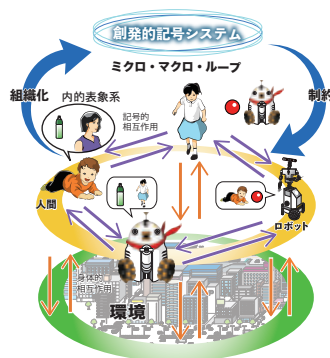 創発的記号システム
ミクロ・マクロ・ループ
組織化
制約
内的表象系
記号的
相互作用
人間
ロボット
身体的
相互作用
環境